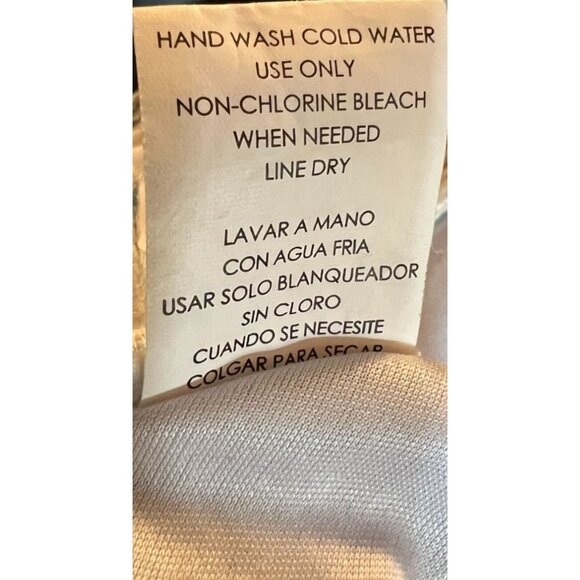 HAND WASH COLD WATER
USE ONLY
NON-CHLORINE BLEACH
WHEN NEEDED
LINE DRY
LAVAR A MANO
CON AGUA FRIA
USAR SOLO BLANQUEADOR
SIN CLORO
CUANDO SE NECESITE
COLGAR PARA SECAR